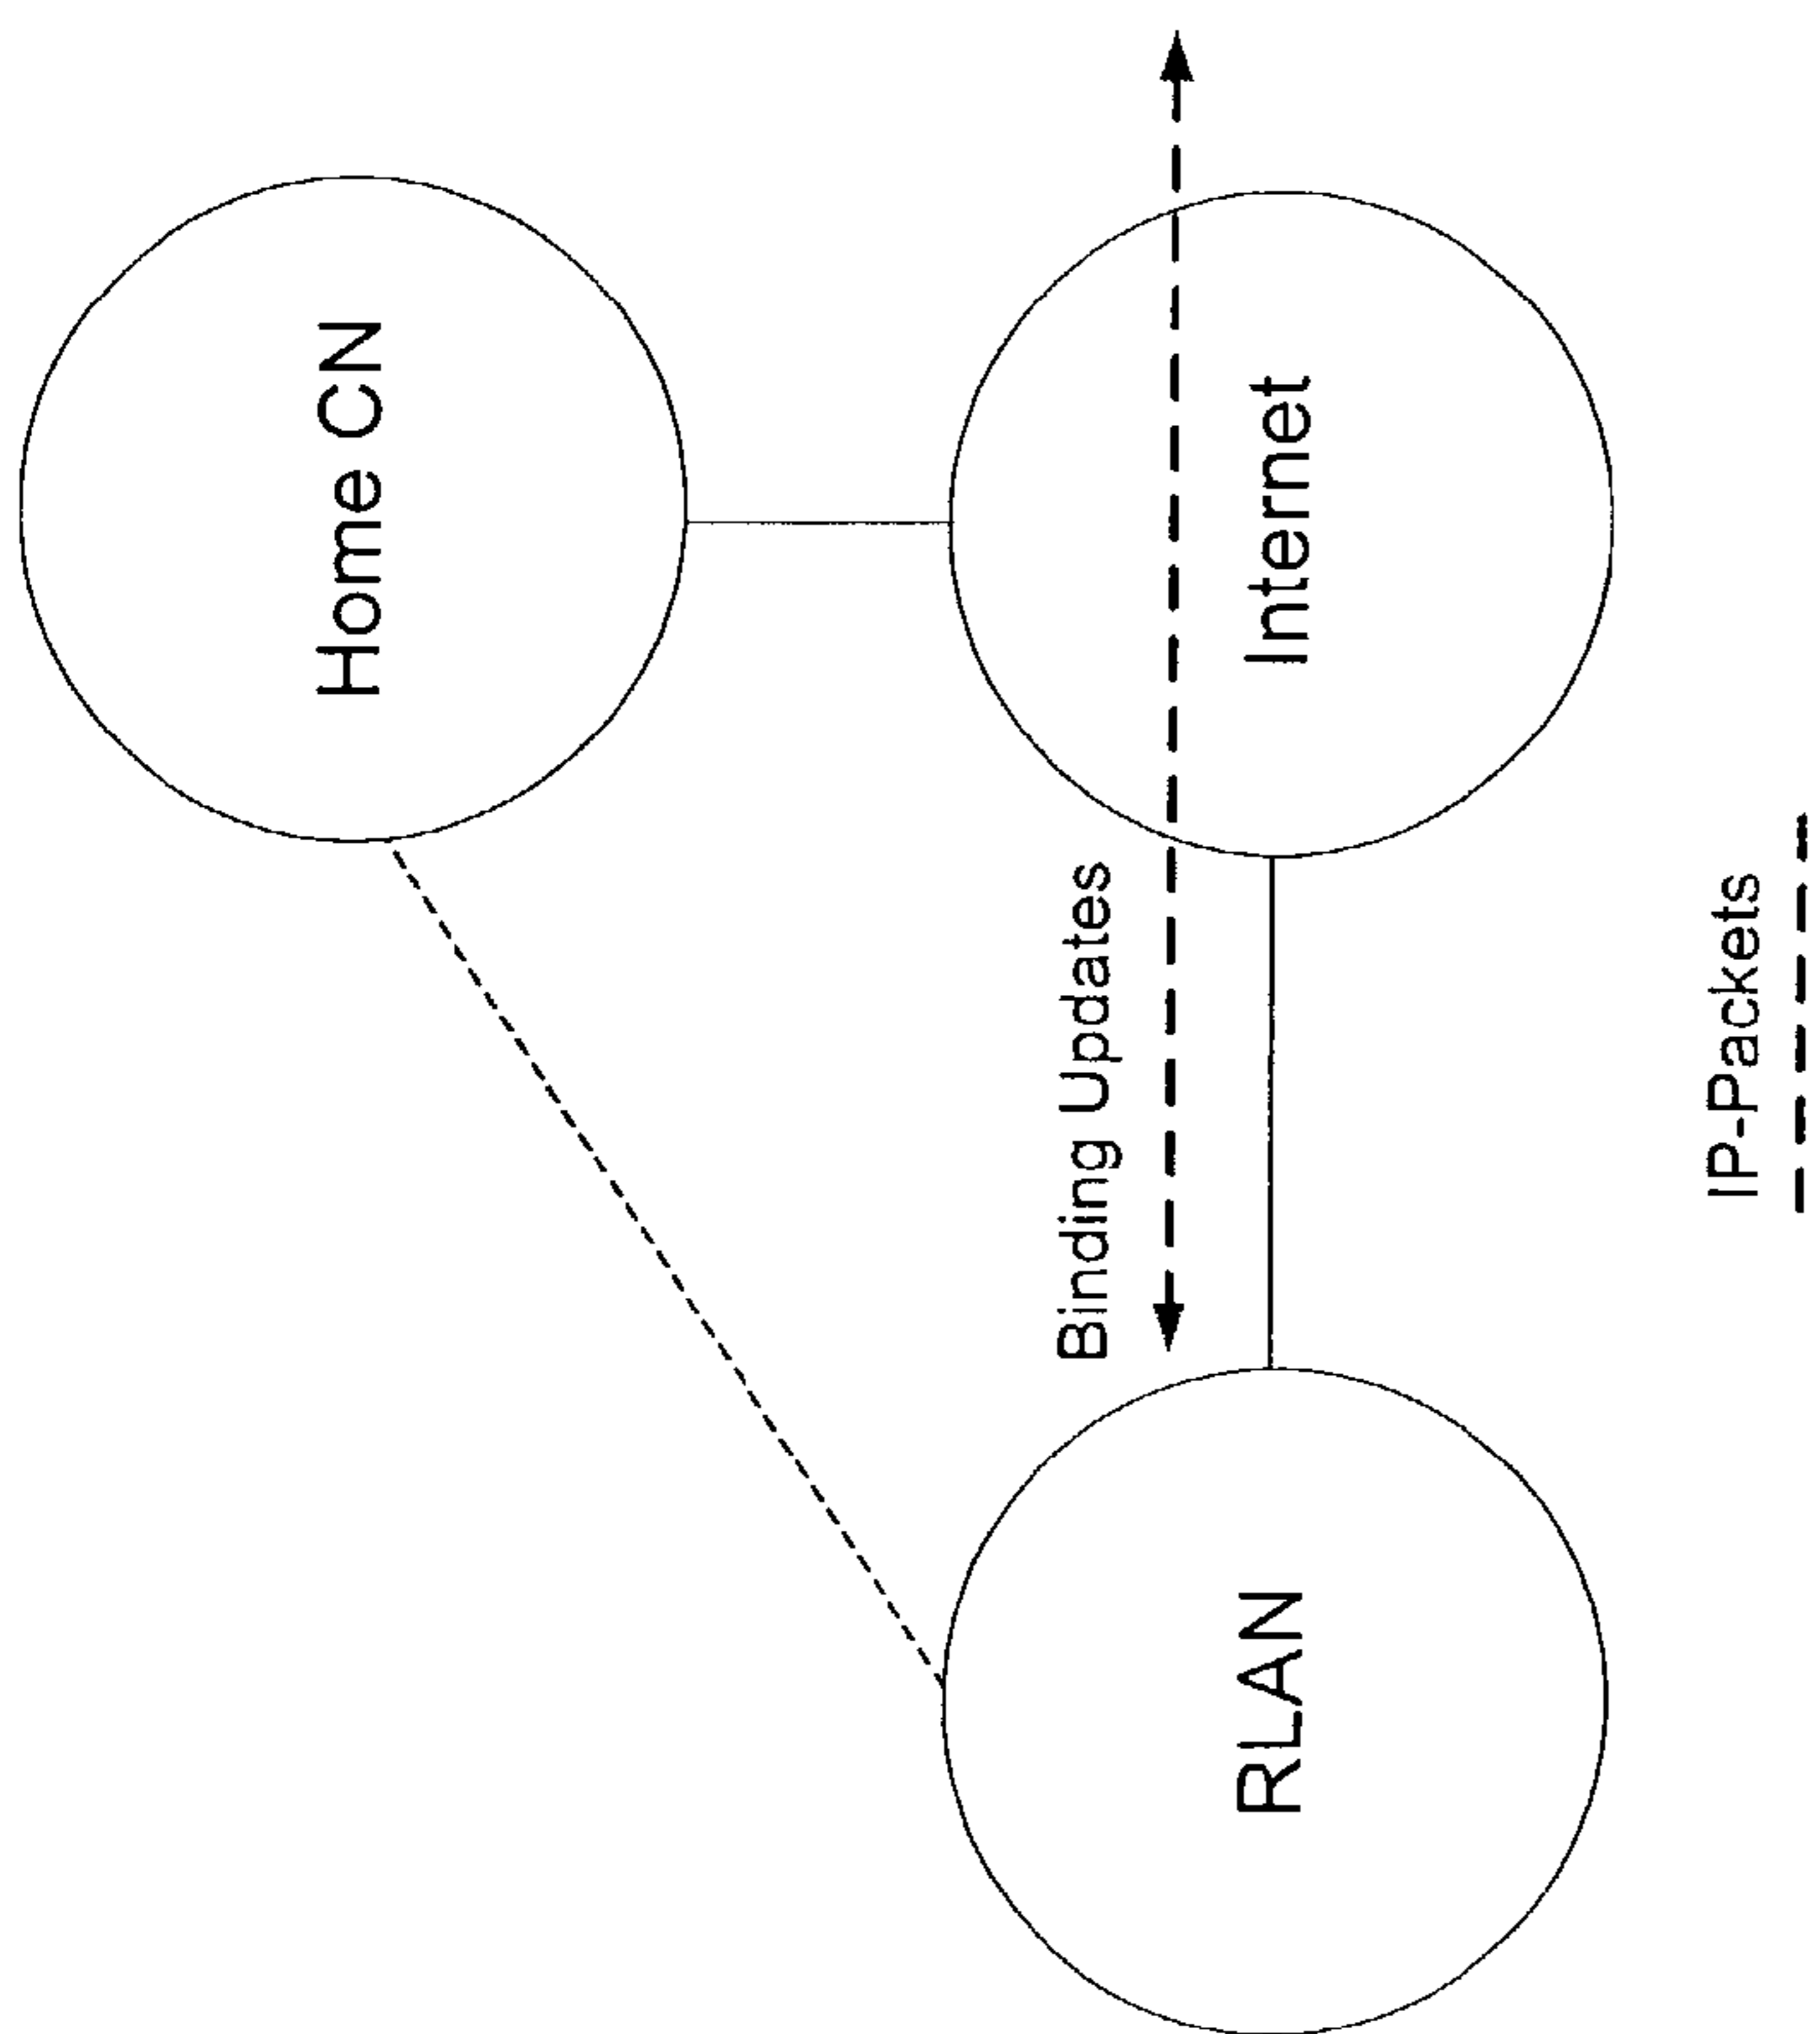 Home CN
Binding Updates
RLAN
Internet
IP-Packets